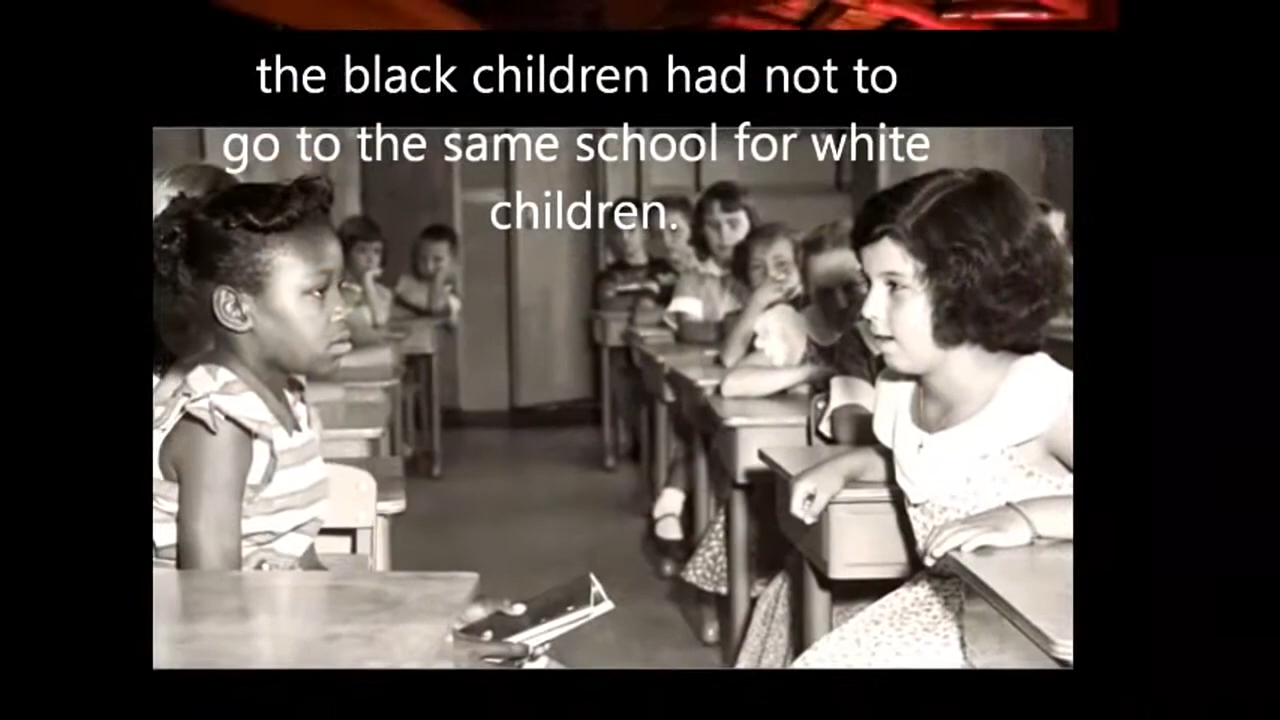 the black children had not to
go to the same school for white
children.